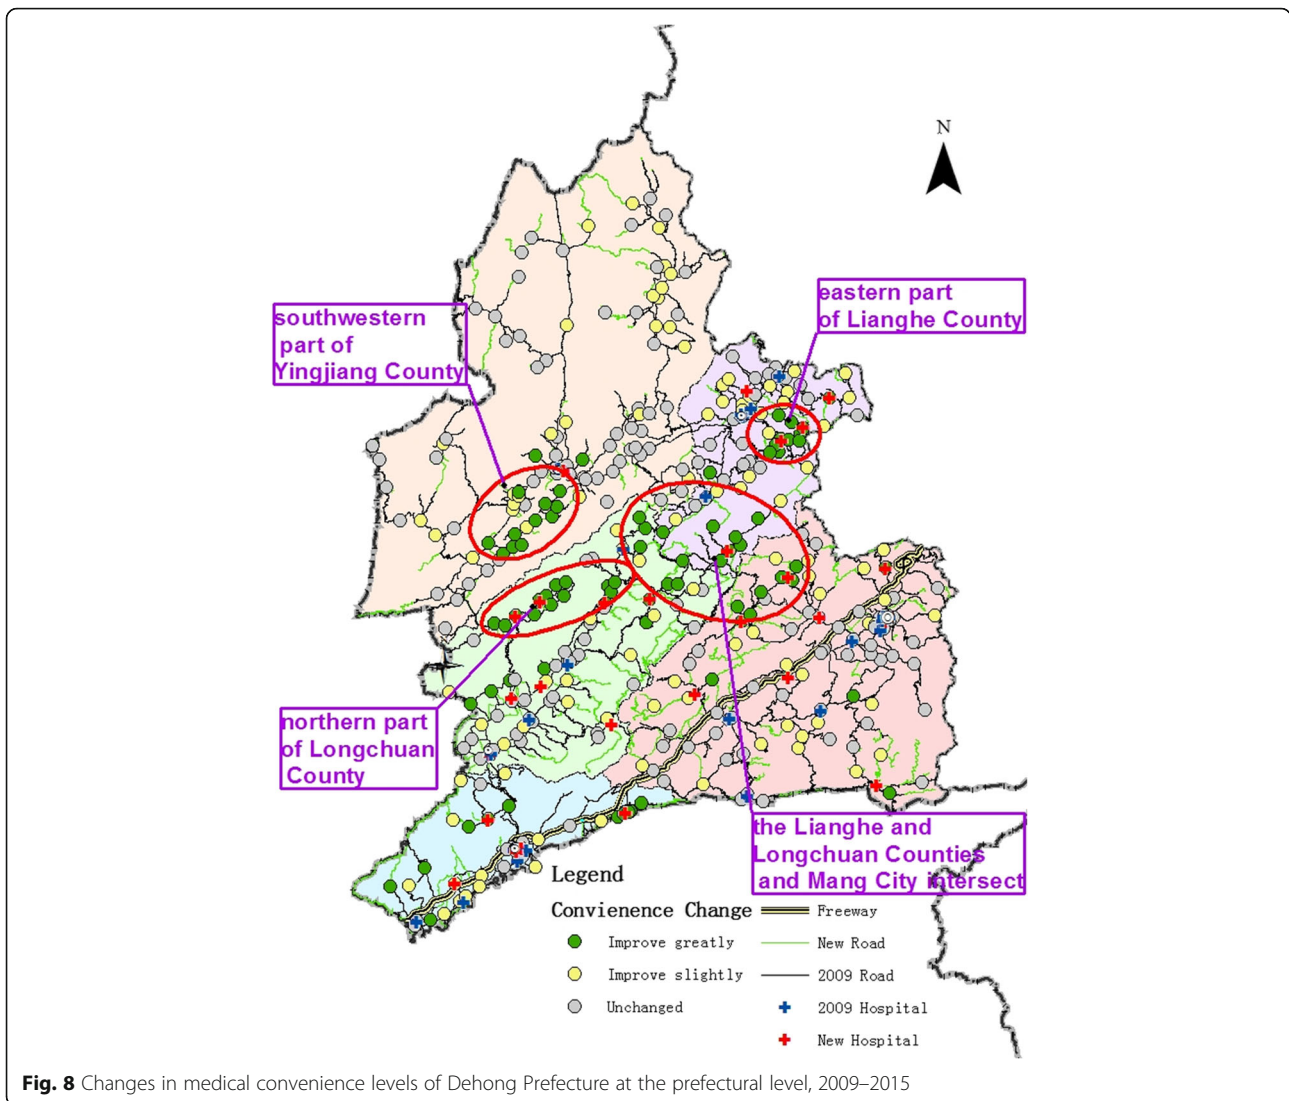 N
eastern part
of Lianghe County
southwestern
part of
Yingjiang County
northern part
of Longchuan
County
the Lianghe and
Longchuan Counties
and Mang City intersect
Legend
Convienence Change
Improve greatly
Improve slightly
Unchanged
Freeway
New Road
2009 Road
2009 Hospital
New Hospital
Fig. 8 Changes in medical convenience levels of Dehong Prefecture at the prefectural level, 2009–2015